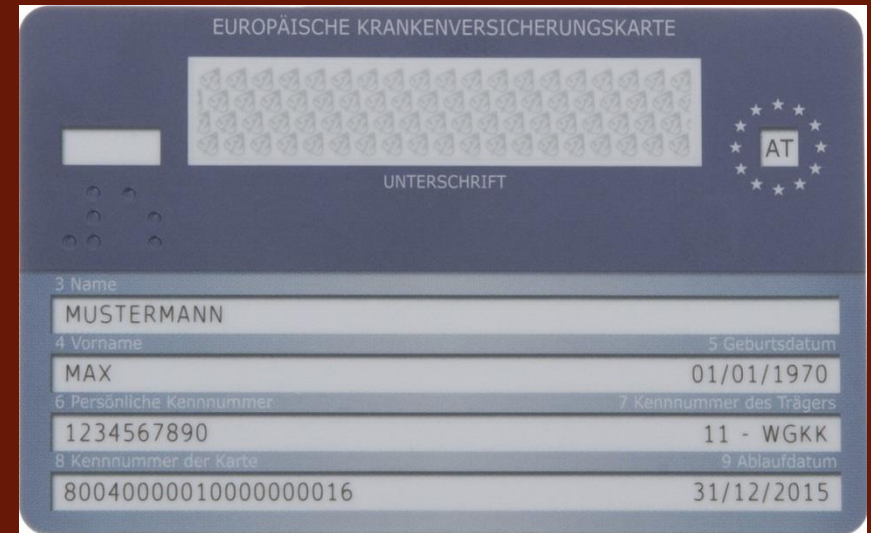 EUROPÄISCHE KRANKENVERSICHERUNGSKARTE
AT
UNTERSCHRIFT
3 Name
MUSTERMANN
4 Vorname 5 Geburtsdatum
MAX 01/01/1970
6 Persönliche Kennnummer 7 Kennnummer des Trägers
1234567890 11 - WGKK
8 Kennnummer der Karte 9 Ablaufdatum
80040000010000000016 31/12/2015